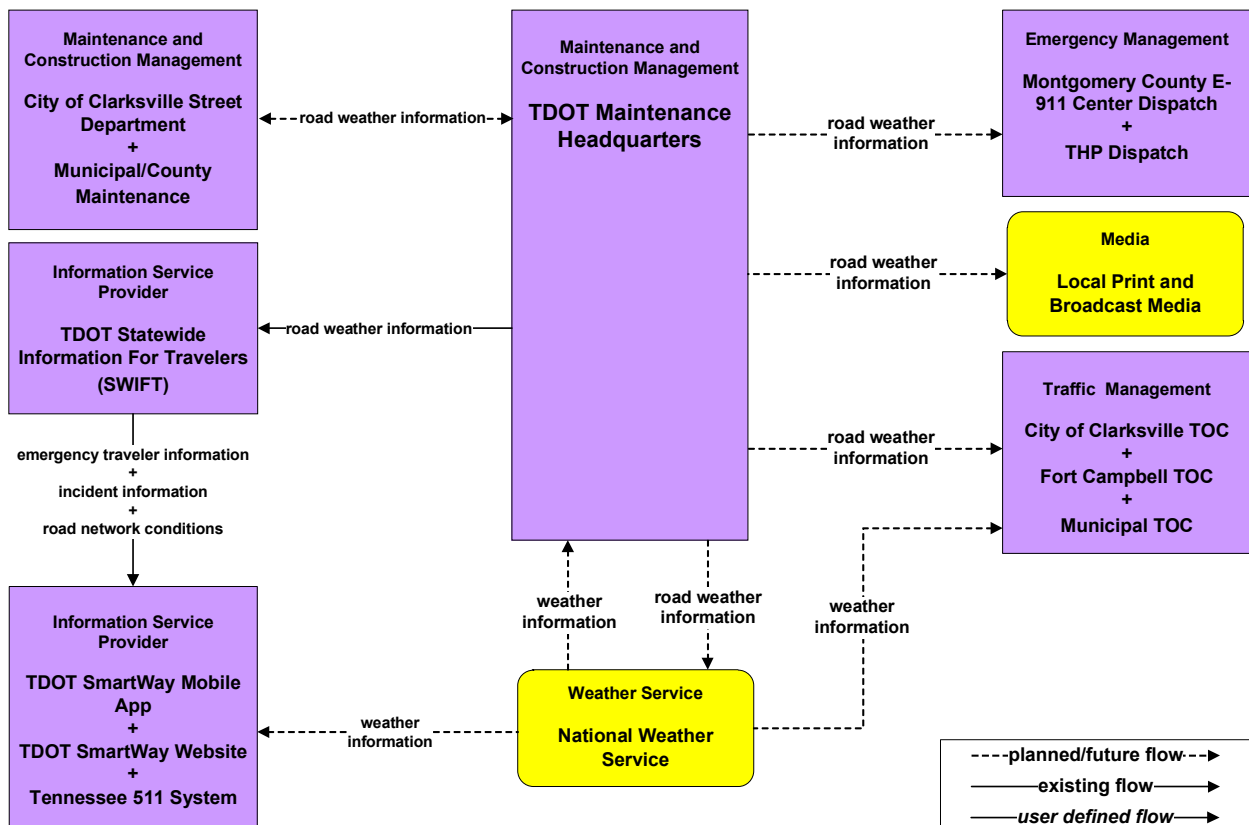 Maintenance and
Construction Management
City of Clarksville Street
Department
+
Municipal/County
Maintenance
road weather information
Maintenance and
Construction Management
TDOT Maintenance
Headquarters
road weather
information
Emergency Management
Montgomery County E-
911 Center Dispatch
+
THP Dispatch
road weather
information
Media
Local Print and
Broadcast Media
Information Service
Provider
TDOT Statewide
Information For Travelers
(SWIFT)
road weather information
road weather
information
Traffic Management
City of Clarksville TOC
+
Fort Campbell TOC
+
Municipal TOC
emergency traveler information
+
incident information
+
road network conditions
weather
information
road weather
information
weather
information
Information Service
Provider
TDOT SmartWay Mobile
App
+
TDOT SmartWay Website
+
Tennessee 511 System
weather
information
Weather Service
National Weather
Service
planned/future flow
existing flow
user defined flow